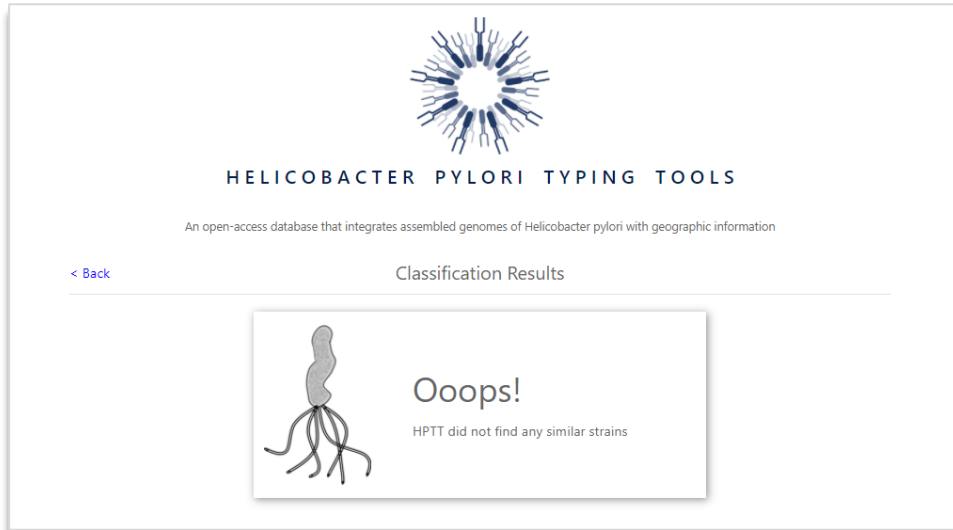 HELICOBACTER PYLORI TYPING TOOLS
An open-access database that integrates assembled genomes of Helicobacter pylori with geographic information
< Back
Classification Results
Ooops!
HPTT did not find any similar strains